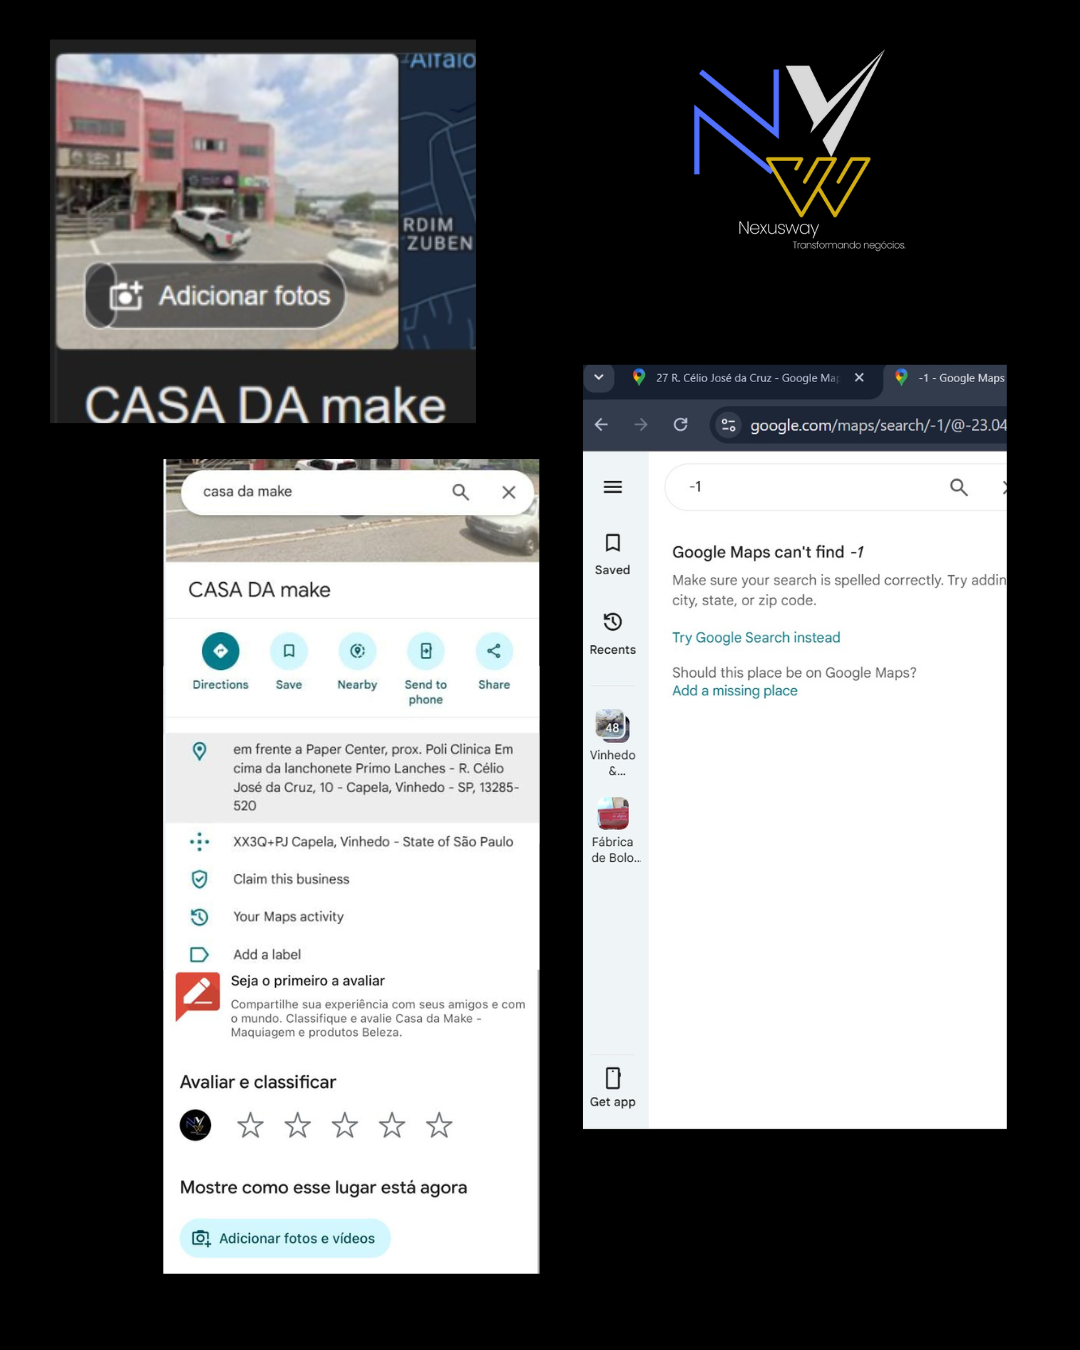 Alfalo
RDIM
ZUBEN
Adicionar fotos
CASA DA make
Nexusway
Transformando negócios.
casa da make
CASA DA make
Directions
Save
Nearby
Send to
phone
Share
em frente a Paper Center, prox. Poli Clinica Em
cima da lanchonete Primo Lanches - R. Célio
José da Cruz, 10 - Capela, Vinhedo - SP, 13285-
520
XX3Q+PJ Capela, Vinhedo - State of São Paulo
Claim this business
Your Maps activity
Add a label
Seja o primeiro a avaliar
Compartilhe sua experiência com seus amigos e com
o mundo. Classifique e avalie Casa da Make -
Maquiagem e produtos Beleza.
Avaliar e classificar
Mostre como esse lugar está agora
Adicionar fotos e vídeos
27 R. Célio José da Cruz - Google Ma
-1 - Google Maps
google.com/maps/search/-1/@-23.04
-1
Google Maps can't find -1
Make sure your search is spelled correctly. Try addin
city, state, or zip code.
Try Google Search instead
Should this place be on Google Maps?
Add a missing place
Saved
Recents
48
Vinhedo
&...
Fábrica
de Bolo...
Get app